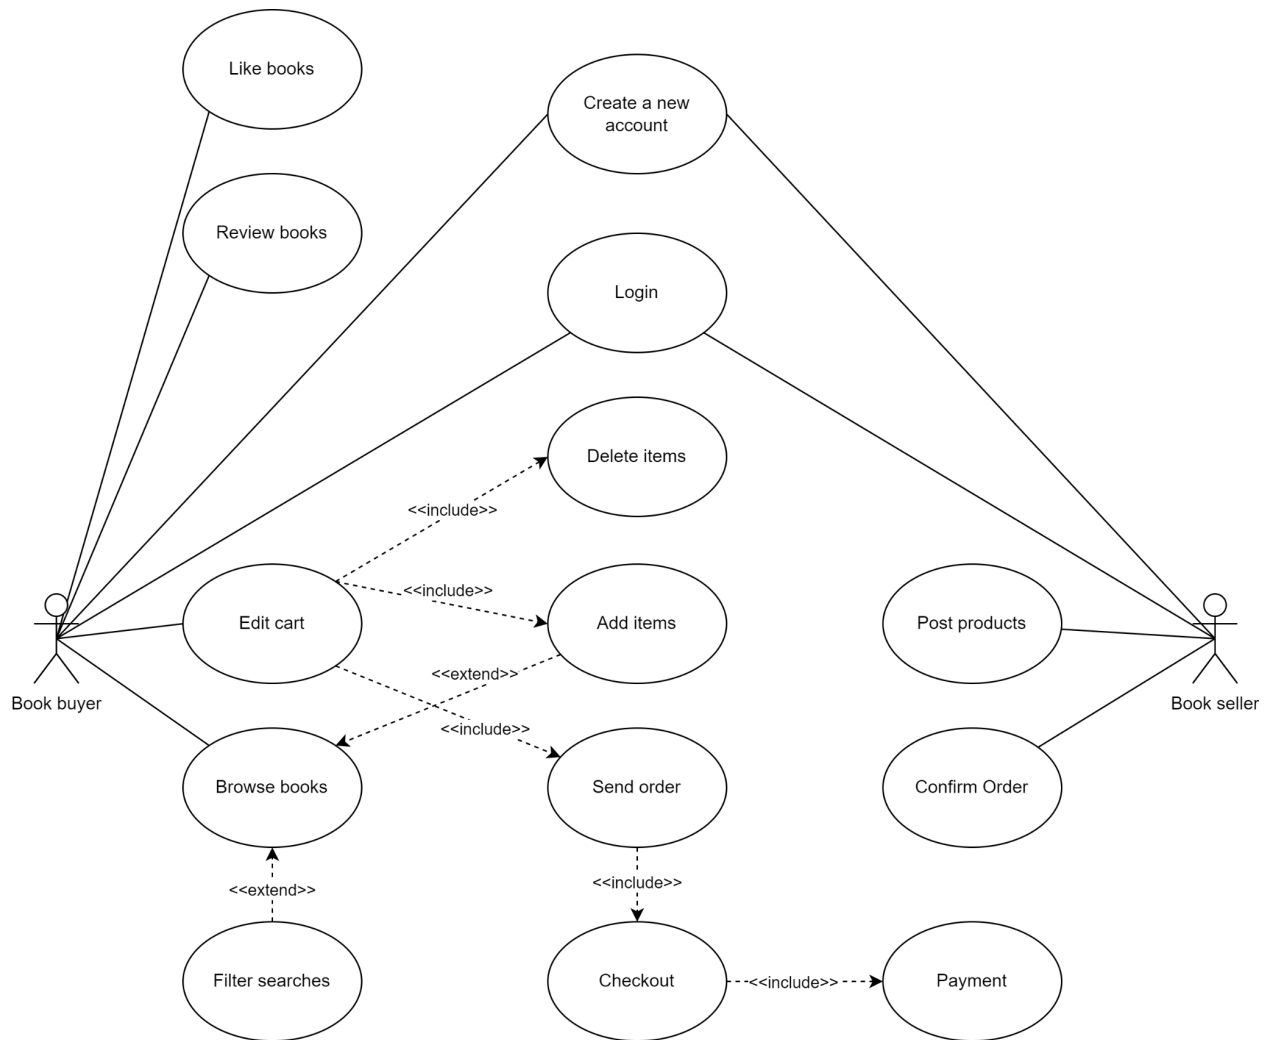 Like books
Create a new
account
Review books
Login
Delete items
<<include>>
<<include>>
Edit cart
Add items
Post products
<<extend>>
Book buyer
Book seller
<<include>>
Browse books
Send order
Confirm Order
<<include>>
<<extend>>
Filter searches
Checkout
<<include>>
Payment